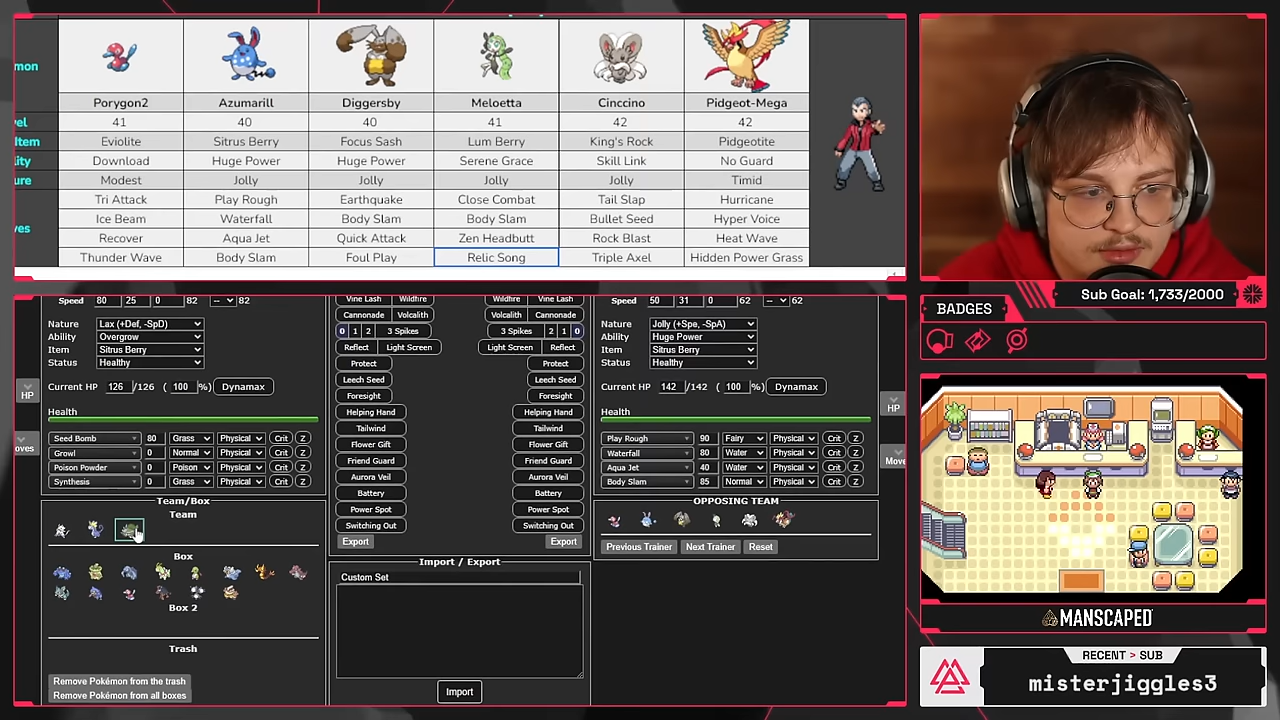 mon Porygon2 Azumarill Diggersby Meloetta Cinccino Pidgeot-Mega
el 41 40 40 41 42 42
Item Eviolite Sitrus Berry Focus Sash Lum Berry King's Rock Pidgeotite
lity Download Huge Power Huge Power Serene Grace Skill Link No Guard
ure Modest Jolly Jolly Jolly Jolly Timid
Tri Attack Play Rough Earthquake Close Combat Tail Slap Hurricane
ves Ice Beam Waterfall Body Slam Body Slam Bullet Seed Hyper Voice
Recover Aqua Jet Quick Attack Zen Headbutt Rock Blast Heat Wave
Thunder Wave Body Slam Foul Play Relic Song Triple Axel Hidden Power Grass
Speed 80 25 0 82 -- 82
Nature Lax (+Def, -SpD)
Ability Overgrow
Item Sitrus Berry
Status Healthy
Current HP 126 /126 ( 100 %) Dynamax
HP
Health
oves
Seed Bomb 80 Grass Physical Crit Z
Growl 0 Normal Physical Crit Z
Poison Powder 0 Poison Physical Crit Z
Synthesis 0 Grass Physical Crit Z
Team/Box
Team
Box
Box 2
Trash
Remove Pokémon from the trash
Remove Pokémon from all boxes
Vine Lash Wildfire Wildfire Vine Lash
Cannonade Volcalith Volcalith Cannonade
0 1 2 3 Spikes 3 Spikes 2 1 0
Reflect Light Screen Light Screen Reflect
Protect Protect
Leech Seed Leech Seed
Foresight Foresight
Helping Hand Helping Hand
Tailwind Tailwind
Flower Gift Flower Gift
Friend Guard Friend Guard
Aurora Veil Aurora Veil
Battery Battery
Power Spot Power Spot
Switching Out Switching Out
Export Export
Import / Export
Custom Set
Import
Speed 50 31 0 62 -- 62
Nature Jolly (+Spe, -SpA)
Ability Huge Power
Item Sitrus Berry
Status Healthy
Current HP 142 /142 ( 100 %) Dynamax
HP
Health
Move
Play Rough 90 Fairy Physical Crit Z
Waterfall 80 Water Physical Crit Z
Aqua Jet 40 Water Physical Crit Z
Body Slam 85 Normal Physical Crit Z
OPPOSING TEAM
Previous Trainer Next Trainer Reset
Sub Goal: 1,733/2000
BADGES
MANSCAPED
RECENT > SUB
misterjiggles3